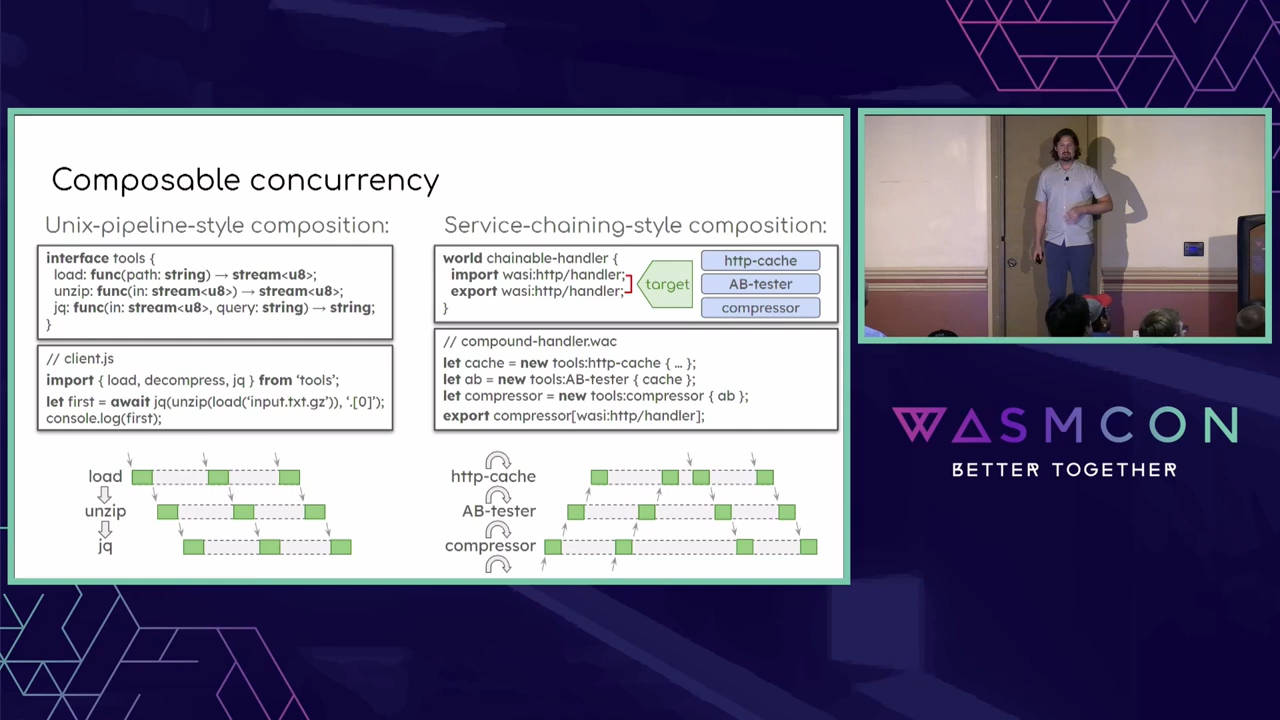 Composable concurrency
Unix-pipeline-style composition:
interface tools {
load: func(path: string) → stream<u8>;
unzip: func(in: stream<u8>) → stream<u8>;
jq: func(in: stream<u8>, query: string) → string;
}
// client.js
import { load, decompress, jq } from ‘tools’;
let first = await jq(unzip(load(‘input.txt.gz’)), ‘.[0]’);
console.log(first);
load
unzip
jq
Service-chaining-style composition:
world chainable-handler {
import wasi:http/handler;
export wasi:http/handler;
}
target
http-cache
AB-tester
compressor
// compound-handler.wac
let cache = new tools:http-cache { … };
let ab = new tools:AB-tester { cache };
let compressor = new tools:compressor { ab };
export compressor[wasi:http/handler];
http-cache
AB-tester
compressor
WASMCON
BETTER TOGETHER